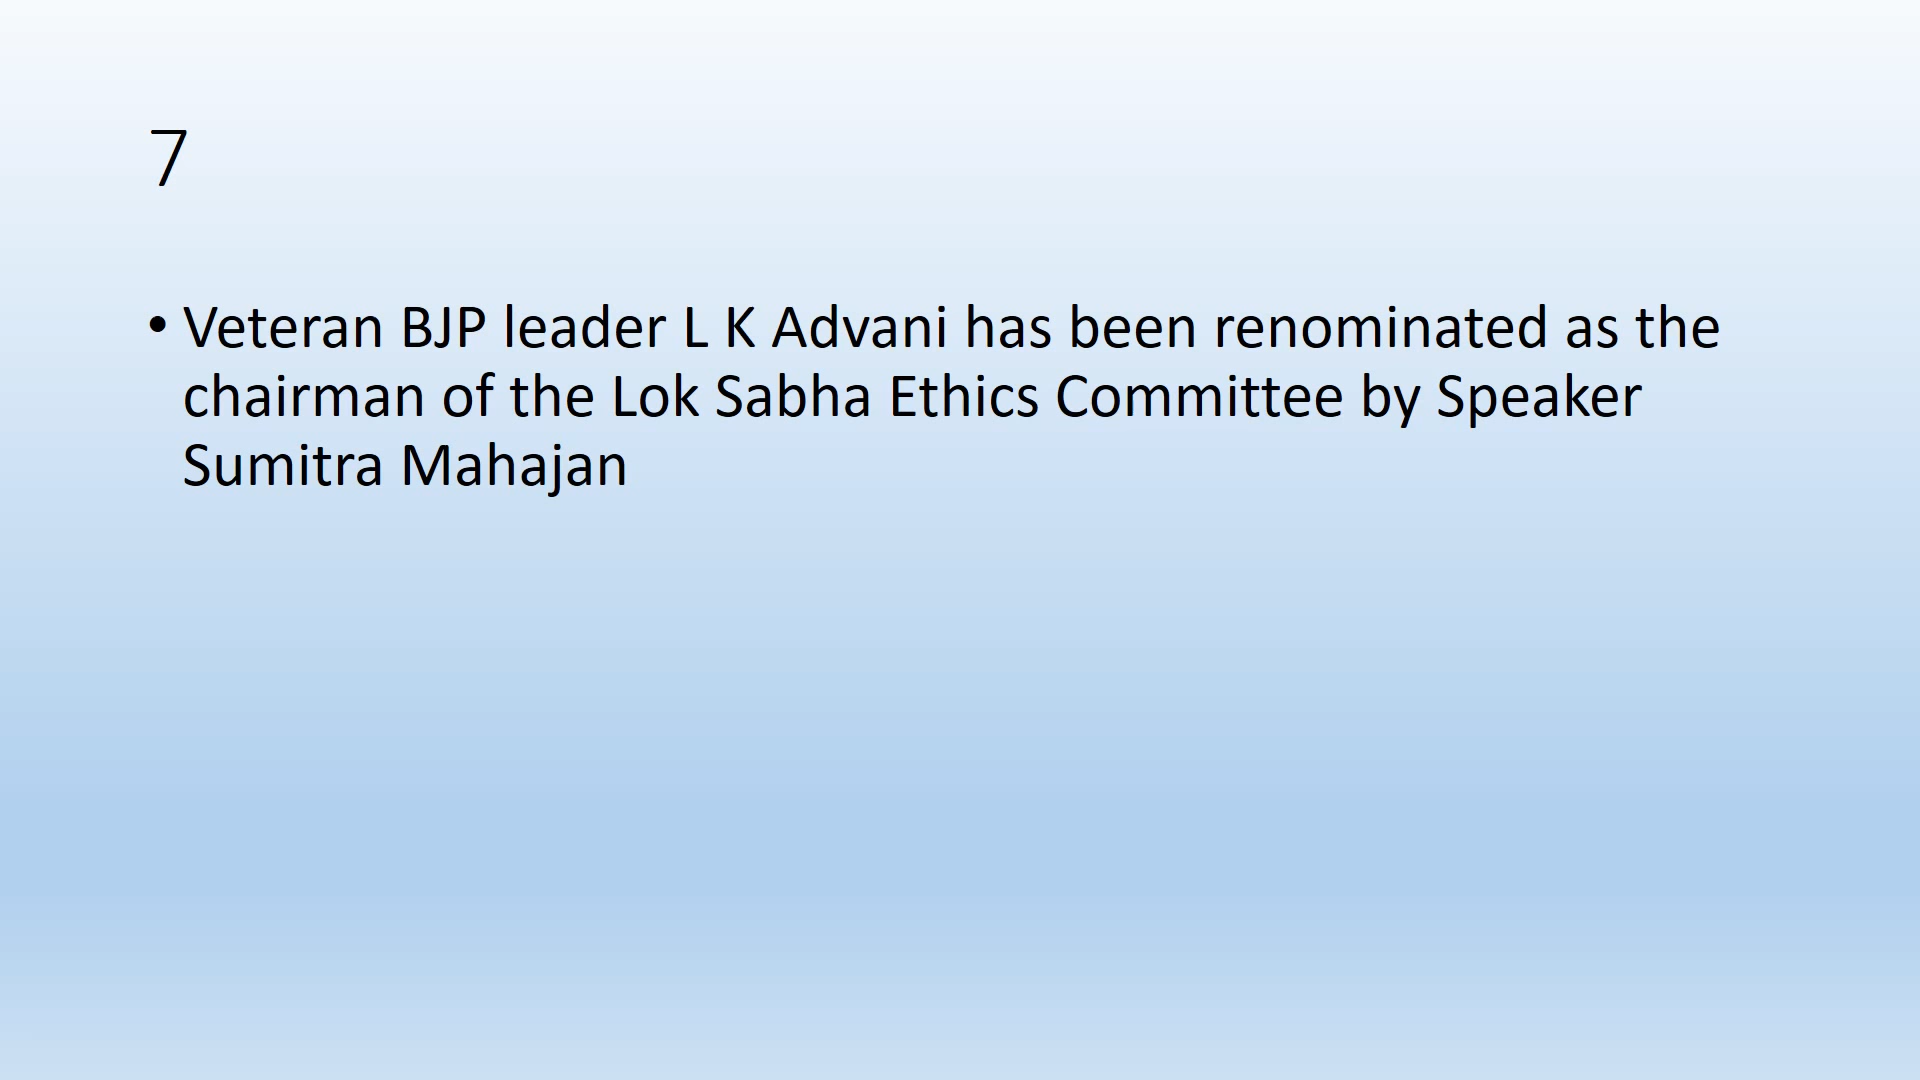 7
• Veteran BJP leader L K Advani has been renominated as the
chairman of the Lok Sabha Ethics Committee by Speaker
Sumitra Mahajan